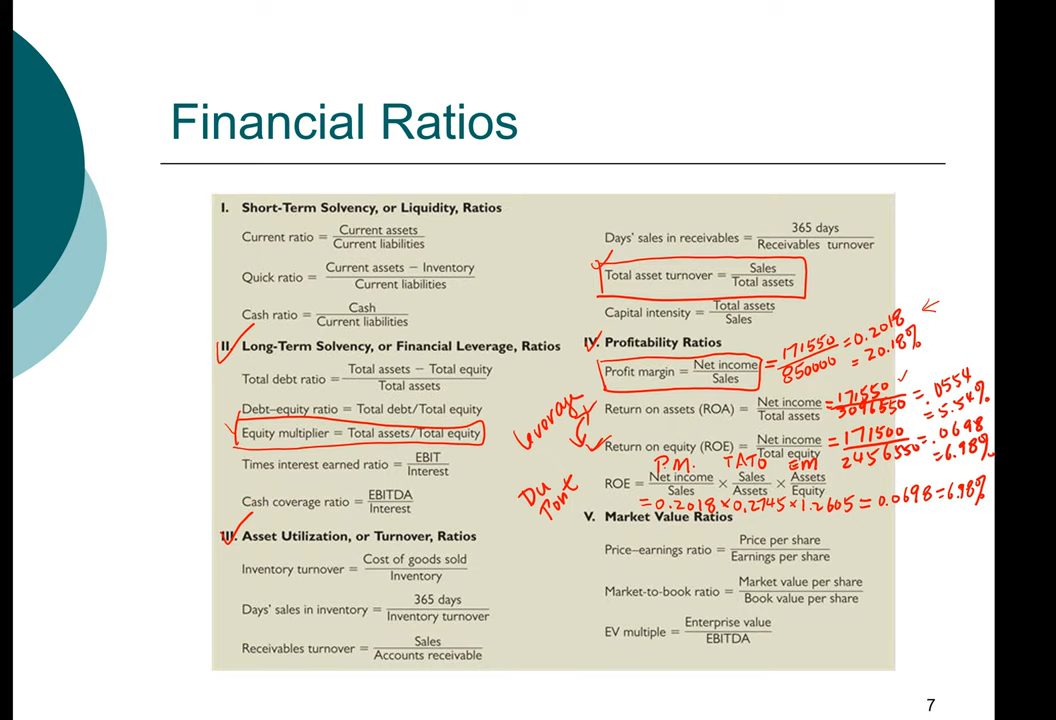 Financial Ratios
I. Short-Term Solvency, or Liquidity, Ratios
Current ratio = Current assets / Current liabilities
Quick ratio = Current assets − Inventory / Current liabilities
Cash ratio = Cash / Current liabilities
II. Long-Term Solvency, or Financial Leverage, Ratios
Total debt ratio = Total assets − Total equity / Total assets
Debt–equity ratio = Total debt/Total equity
Equity multiplier = Total assets/Total equity
Times interest earned ratio = EBIT / Interest
Cash coverage ratio = EBITDA / Interest
III. Asset Utilization, or Turnover, Ratios
Inventory turnover = Cost of goods sold / Inventory
Days' sales in inventory = 365 days / Inventory turnover
Receivables turnover = Sales / Accounts receivable
Days' sales in receivables = 365 days / Receivables turnover
Total asset turnover = Sales / Total assets
Capital intensity = Total assets / Sales
IV. Profitability Ratios
Profit margin = Net income / Sales = 171550 / 850000 = 0.2018
= 20.18%
Return on assets (ROA) = Net income / Total assets = 171550 / 3096550 = .0554
= 5.54%
Leverage
Return on equity (ROE) = Net income / Total equity = 171500 / 2456550 = .0698
= 6.98%
P.M. TATO EM
Du Pont
ROE = Net income / Sales × Sales / Assets × Assets / Equity
= 0.2018 × 0.2745 × 1.2605 = 0.0698 = 6.98%
V. Market Value Ratios
Price–earnings ratio = Price per share / Earnings per share
Market-to-book ratio = Market value per share / Book value per share
EV multiple = Enterprise value / EBITDA
7